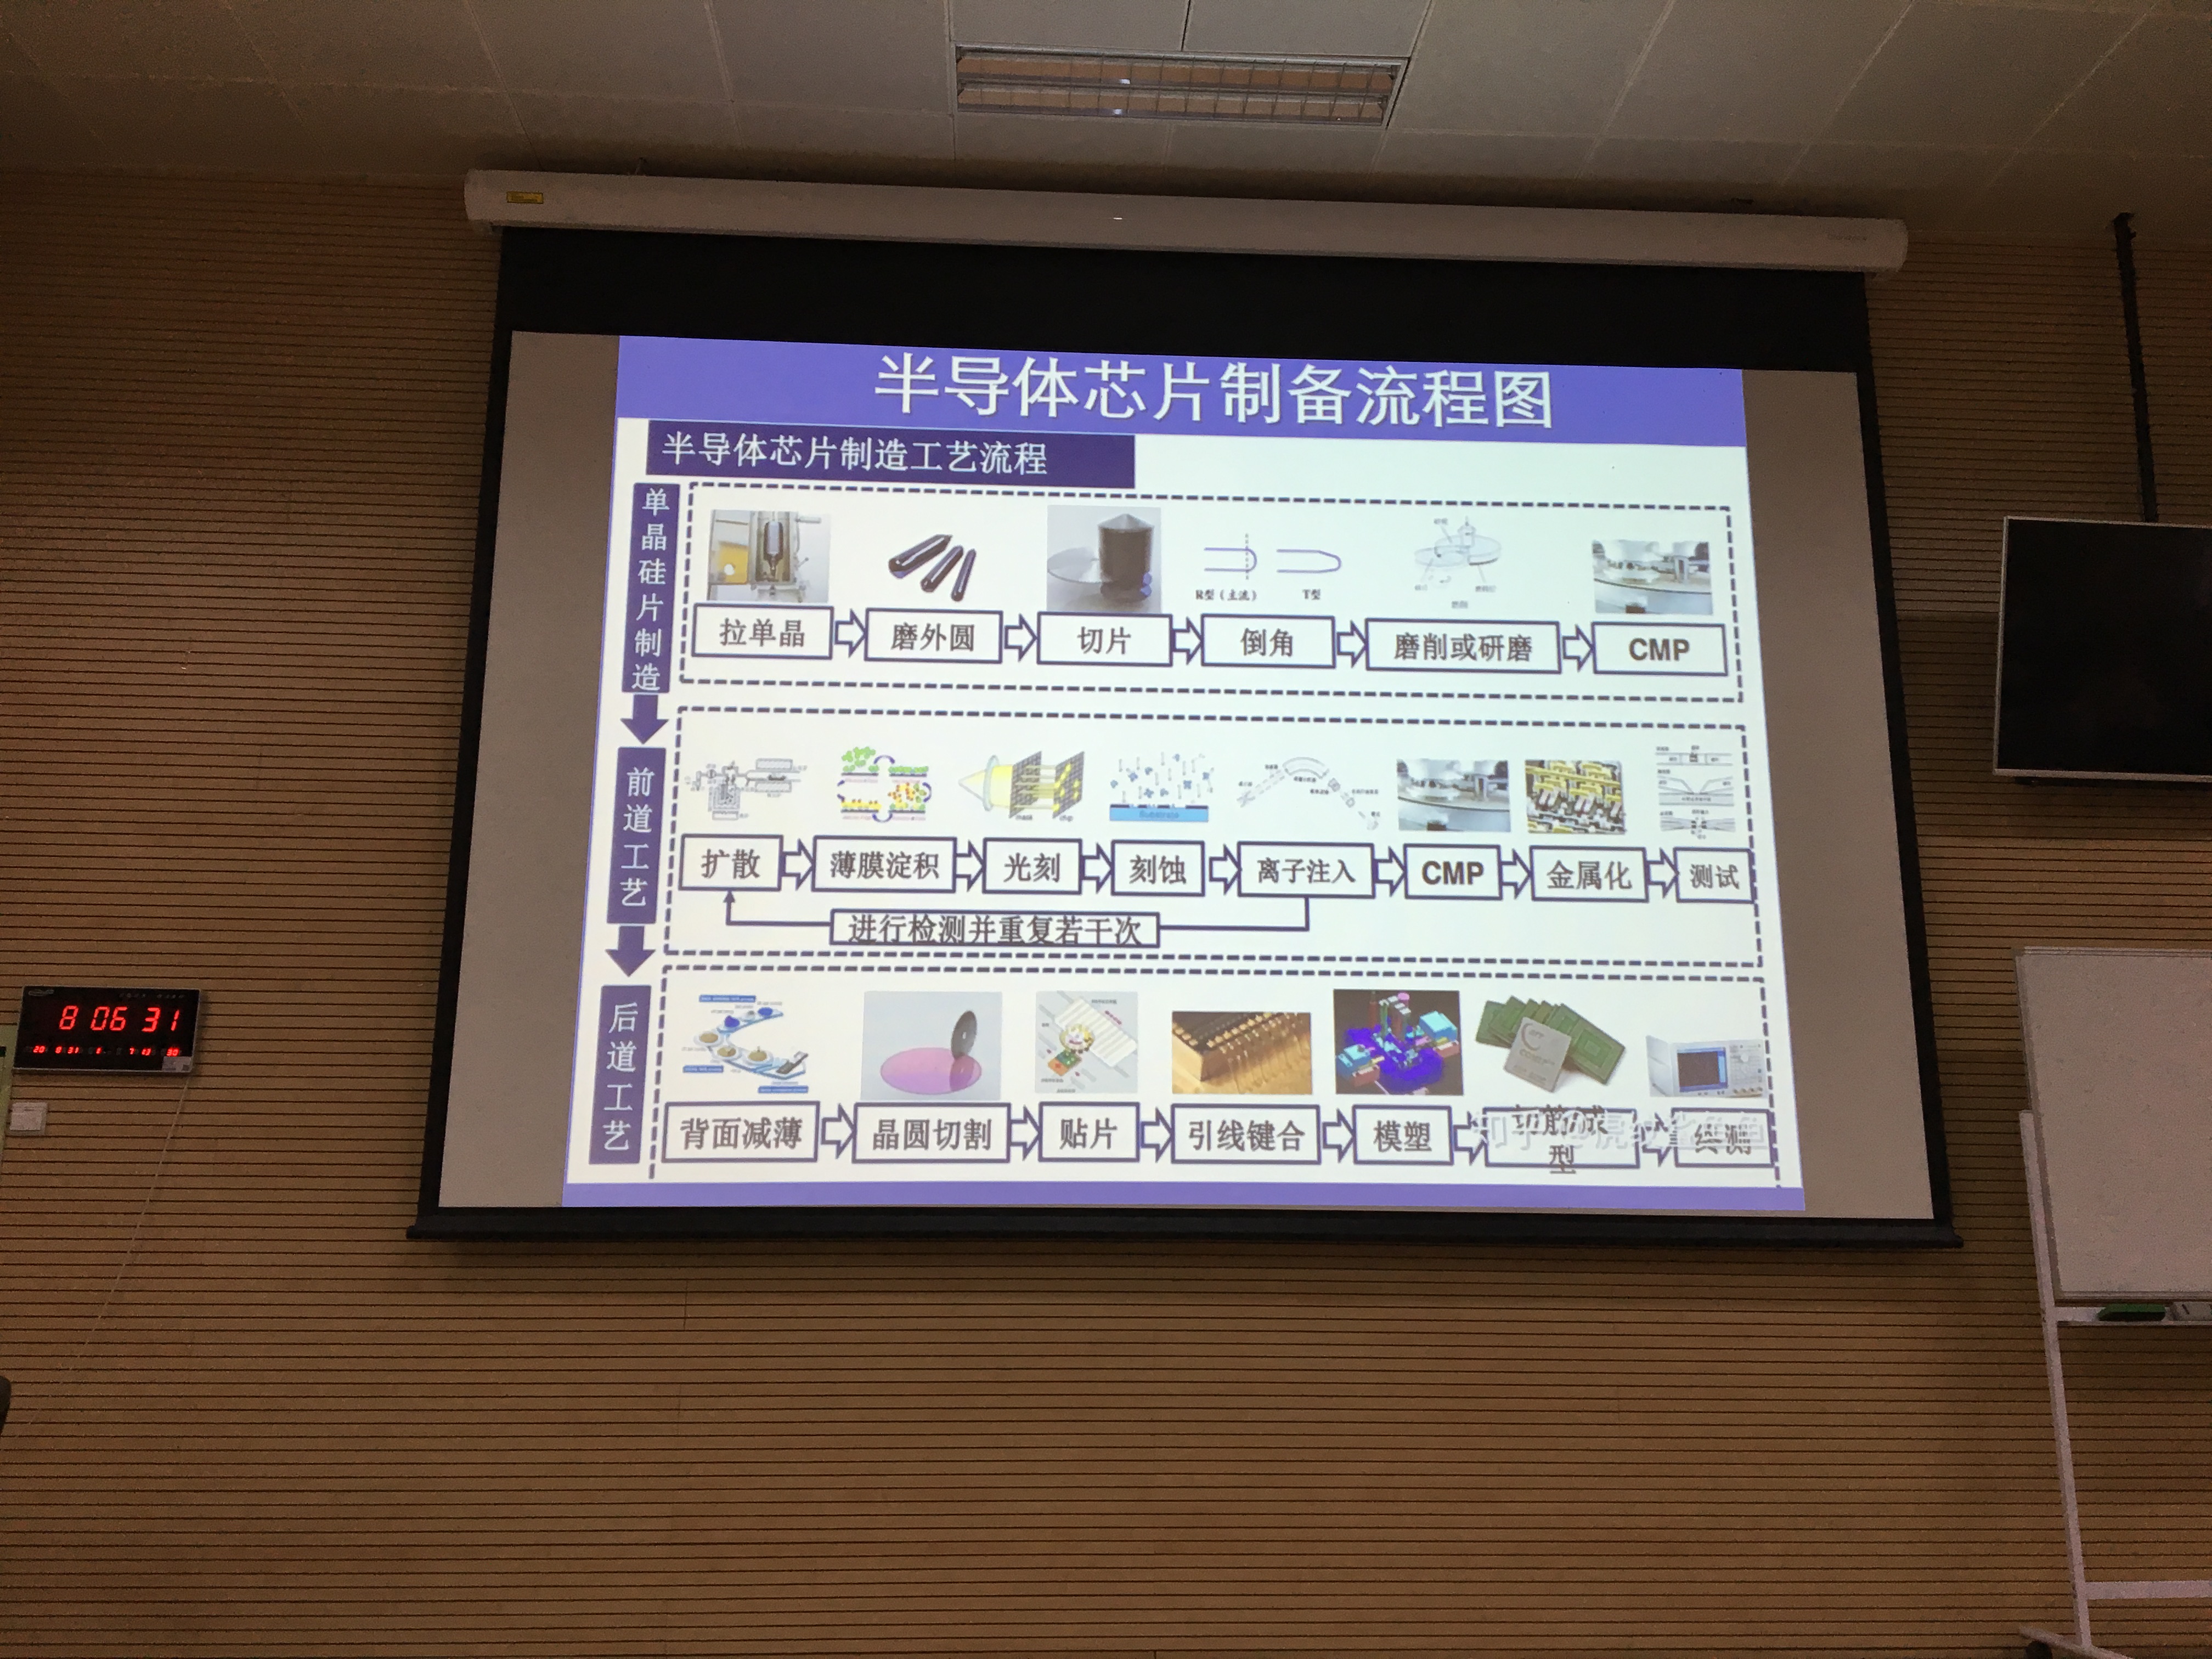 半导体芯片制备流程图
半导体芯片制造工艺流程
单晶硅片制造
R型（主流） T型
拉单晶 磨外圆 切片 倒角 磨削或研磨 CMP
前道工艺
Substrate
扩散 薄膜淀积 光刻 刻蚀 离子注入 CMP 金属化 测试
进行检测并重复若干次
后道工艺
背面减薄 晶圆切割 贴片 引线键合 模塑 切筋/成型 终测
知乎
8 06 31